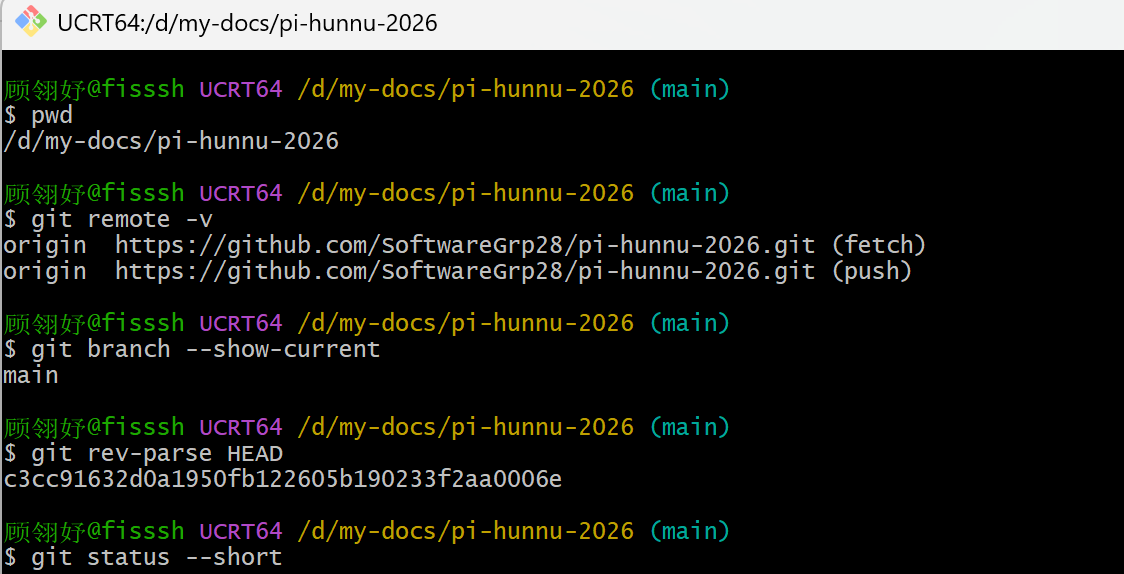 UCRT64:/d/my-docs/pi-hunnu-2026
顾翎妤@fisssh UCRT64 /d/my-docs/pi-hunnu-2026 (main)
$ pwd
/d/my-docs/pi-hunnu-2026
顾翎妤@fisssh UCRT64 /d/my-docs/pi-hunnu-2026 (main)
$ git remote -v
origin  https://github.com/SoftwareGrp28/pi-hunnu-2026.git (fetch)
origin  https://github.com/SoftwareGrp28/pi-hunnu-2026.git (push)
顾翎妤@fisssh UCRT64 /d/my-docs/pi-hunnu-2026 (main)
$ git branch --show-current
main
顾翎妤@fisssh UCRT64 /d/my-docs/pi-hunnu-2026 (main)
$ git rev-parse HEAD
c3cc91632d0a1950fb122605b190233f2aa0006e
顾翎妤@fisssh UCRT64 /d/my-docs/pi-hunnu-2026 (main)
$ git status --short